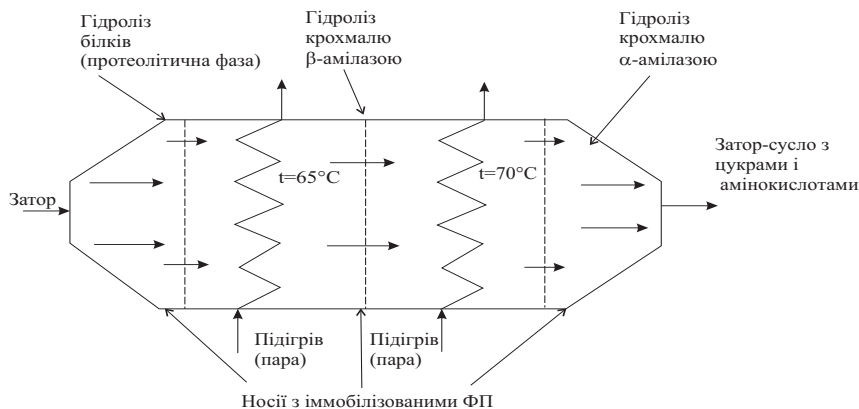 Гідроліз
білків
(протеолітична фаза)
Гідроліз
крохмалю
β-амілазою
Гідроліз
крохмалю
α-амілазою
Затор
t=65°C
t=70°C
Затор-сусло з
цукрами і
амінокислотами
Підігрів
(пара)
Підігрів
(пара)
Носії з іммобілізованими ФП